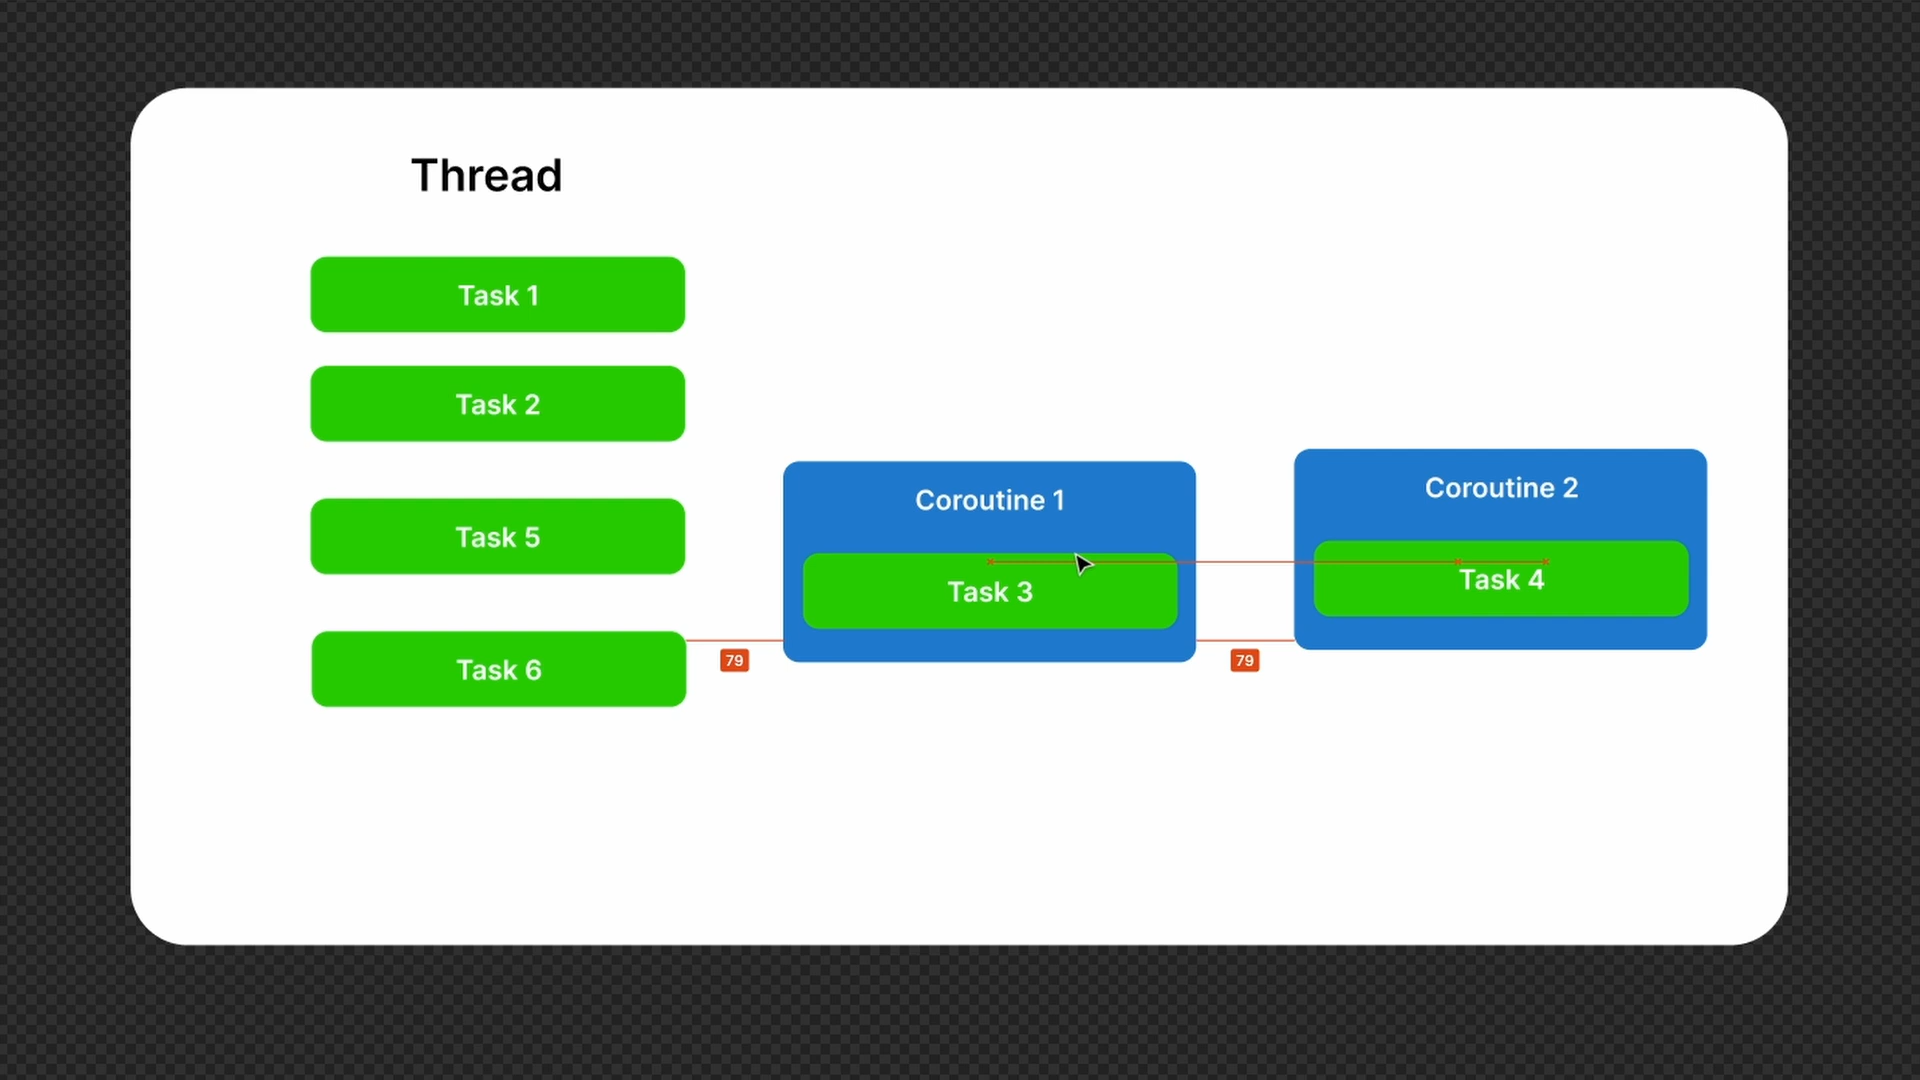 Thread
Task 1
Task 2
Task 5
Task 6
79
Coroutine 1
Task 3
79
Coroutine 2
Task 4